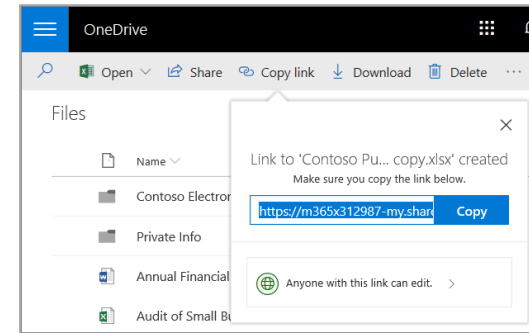 OneDrive
Open Share Copy link Download Delete ...
Files
Name
Link to 'Contoso Pu... copy.xlsx' created
Make sure you copy the link below.
https://m365x312987-my.share Copy
Contoso Electror
Private Info
Annual Financial
Anyone with this link can edit.
Audit of Small Bu